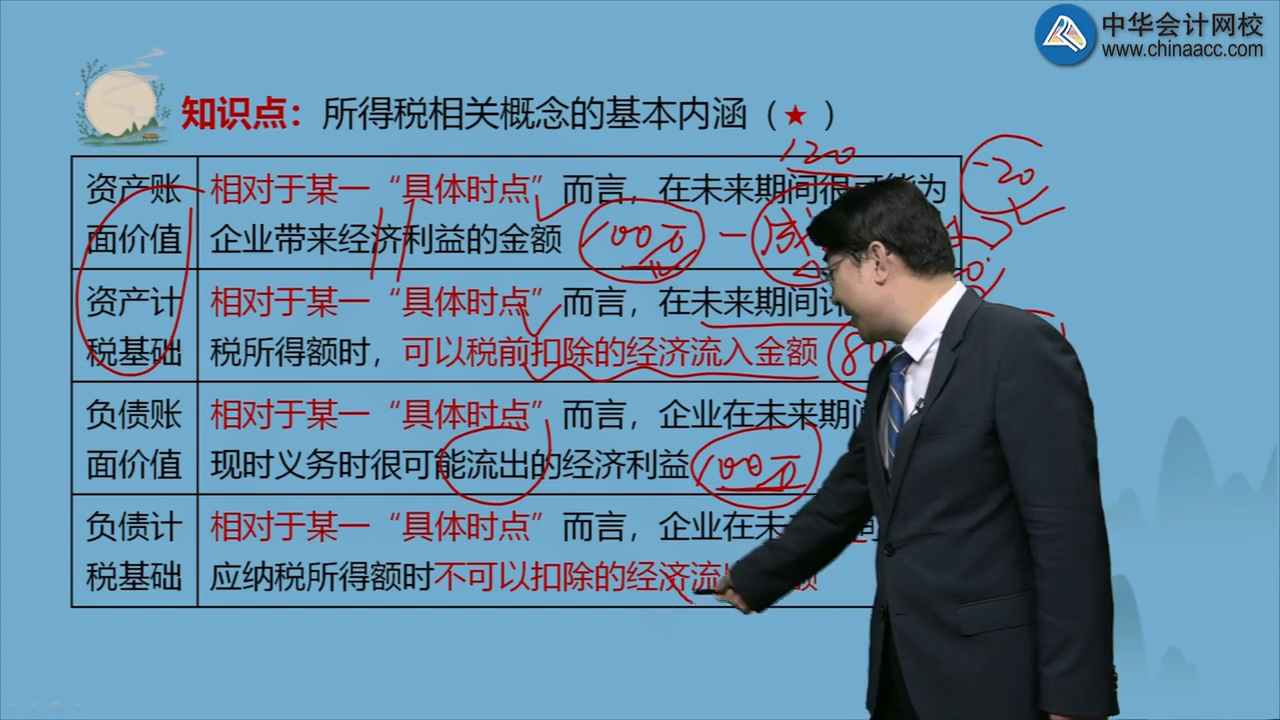 中华会计网校
www.chinaacc.com
知识点：所得税相关概念的基本内涵（★）
120
-20
资产账
面价值
相对于某一“具体时点”而言，在未来期间很可能为
企业带来经济利益的金额
100万
-
成
资产计
税基础
相对于某一“具体时点”而言，在未来期间计
税所得额时，可以税前扣除的经济流入金额
80
负债账
面价值
相对于某一“具体时点”而言，企业在未来期间
现时义务时很可能流出的经济利益
100万
负债计
税基础
相对于某一“具体时点”而言，企业在未 间
应纳税所得额时不可以扣除的经济流 额